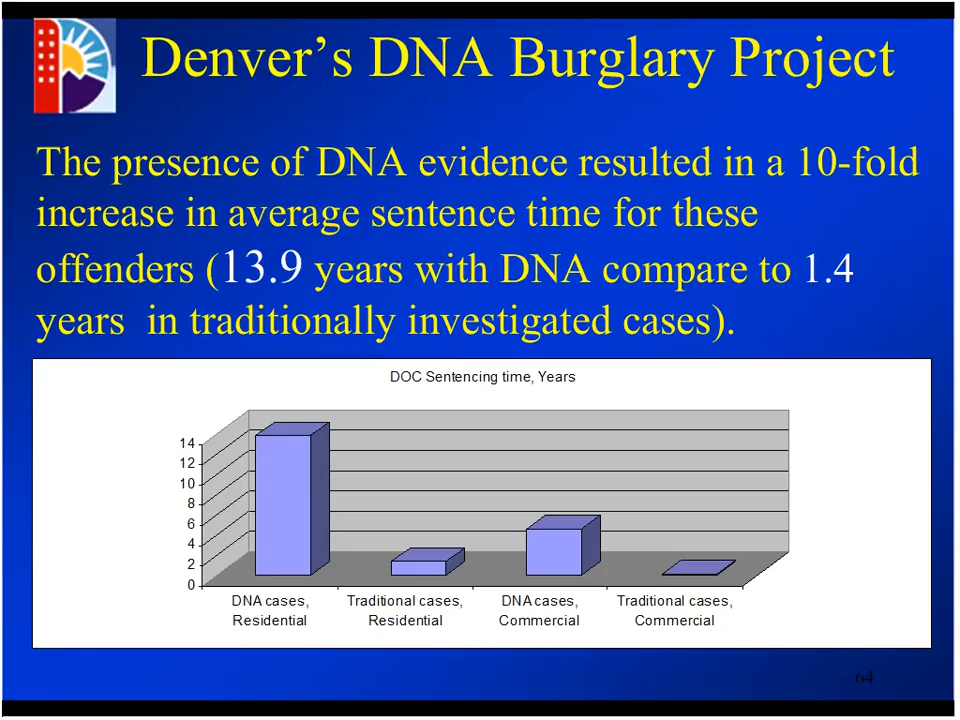 Denver’s DNA Burglary Project
The presence of DNA evidence resulted in a 10-fold
increase in average sentence time for these
offenders (13.9 years with DNA compare to 1.4
years  in traditionally investigated cases).
DOC Sentencing time, Years
14
12
10
8
6
4
2
0
DNA cases, Residential
Traditional cases, Residential
DNA cases, Commercial
Traditional cases, Commercial
64